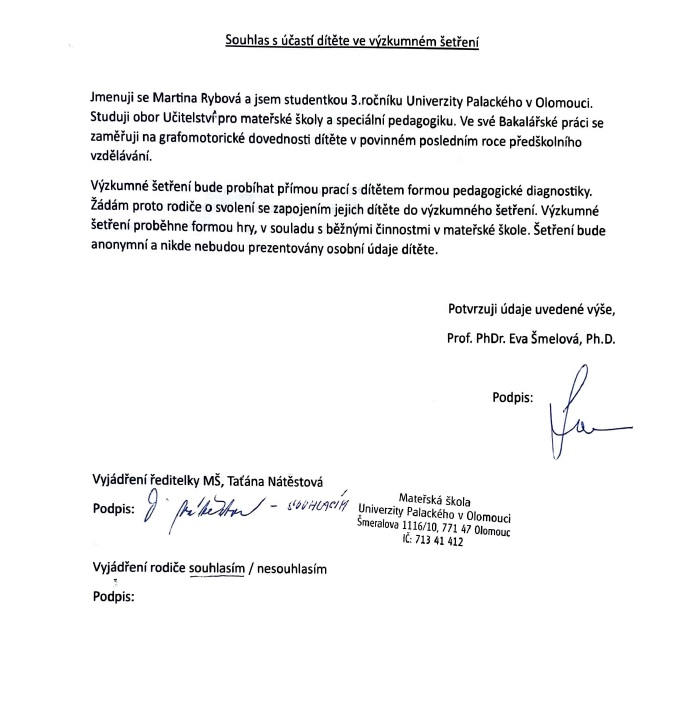 Souhlas s účastí dítěte ve výzkumném šetření
Jmenuji se Martina Rybová a jsem studentkou 3.ročníku Univerzity Palackého v Olomouci.
Studuji obor Učitelství pro mateřské školy a speciální pedagogiku. Ve své Bakalářské práci se
zaměřuji na grafomotorické dovednosti dítěte v povinném posledním roce předškolního
vzdělávání.
Výzkumné šetření bude probíhat přímou prací s dítětem formou pedagogické diagnostiky.
Žádám proto rodiče o svolení se zapojením jejich dítěte do výzkumného šetření. Výzkumné
šetření proběhne formou hry, v souladu s běžnými činnostmi v mateřské škole. Šetření bude
anonymní a nikde nebudou prezentovány osobní údaje dítěte.
Potvrzuji údaje uvedené výše,
Prof. PhDr. Eva Šmelová, Ph.D.
Podpis:
Vyjádření ředitelky MŠ, Taťána Nátěstová
Podpis: - SOUHLASÍM
Mateřská škola
Univerzity Palackého v Olomouci
Šmeralova 1116/10, 771 47 Olomouc
IČ: 713 41 412
Vyjádření rodiče souhlasím / nesouhlasím
Podpis: